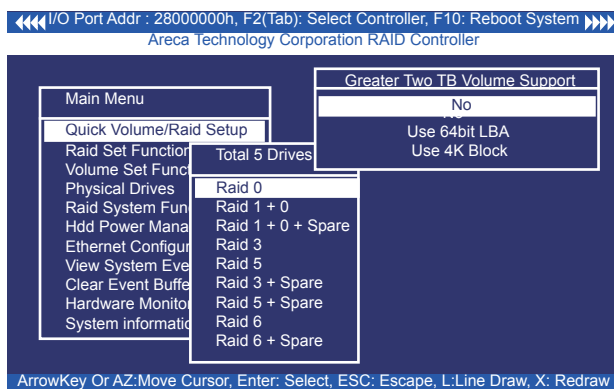 I/O Port Addr : 28000000h, F2(Tab): Select Controller, F10: Reboot System
Areca Technology Corporation RAID Controller
Main Menu
Quick Volume/Raid Setup
Raid Set Function
Volume Set Funct
Physical Drives
Raid System Fun
Hdd Power Mana
Ethernet Configur
View System Eve
Clear Event Buffe
Hardware Monitor
System informatio
Total 5 Drives
Raid 0
Raid 1 + 0
Raid 1 + 0 + Spare
Raid 3
Raid 5
Raid 3 + Spare
Raid 5 + Spare
Raid 6
Raid 6 + Spare
Greater Two TB Volume Support
No
Use 64bit LBA
Use 4K Block
ArrowKey Or AZ:Move Cursor, Enter: Select, ESC: Escape, L:Line Draw, X: Redraw